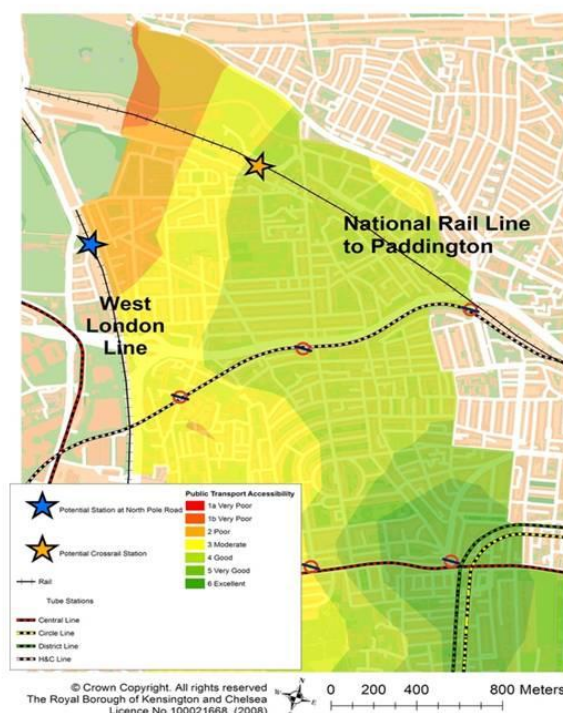 National Rail Line
to Paddington
West
London
Line
Potential Station at North Pole Road
Potential Crossrail Station
Rail
Tube Stations
Central Line
Circle Line
District Line
H&C Line
Public Transport Accessibility
1a Very Poor
1b Very Poor
2 Poor
3 Moderate
4 Good
5 Very Good
6 Excellent
© Crown Copyright. All rights reserved
The Royal Borough of Kensington and Chelsea
Licence No 100021668 (2008)
N
E
0 200 400 800 Meters